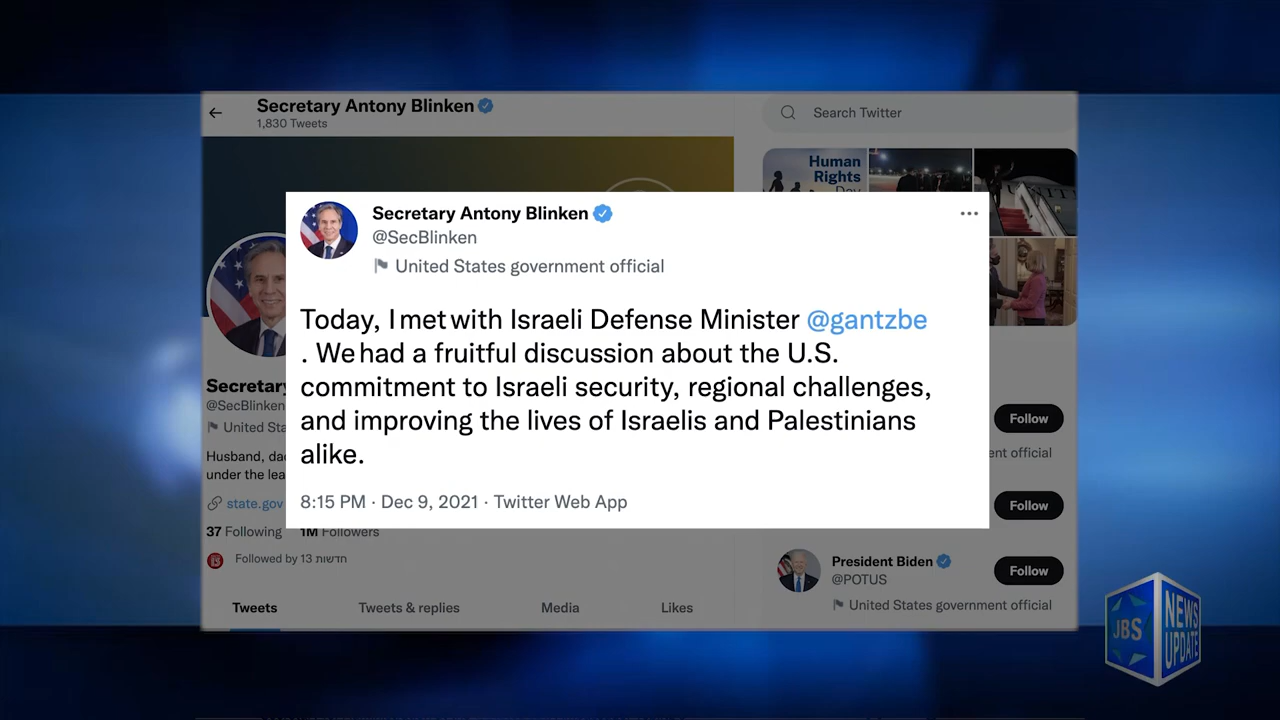 Secretary Antony Blinken
1,830 Tweets
Search Twitter
Human
Rights
Day
Secretary Antony Blinken
@SecBlinken
United States government official
Today, I met with Israeli Defense Minister @gantzbe
. We had a fruitful discussion about the U.S.
commitment to Israeli security, regional challenges,
and improving the lives of Israelis and Palestinians
alike.
8:15 PM · Dec 9, 2021 · Twitter Web App
Secretary
@SecBlinken
United Sta
Husband, dad
under the lea
state.gov
37 Following 1M Followers
Followed by 13 חדשות
Tweets Tweets & replies Media Likes
Follow
ent official
Follow
President Biden
@POTUS
Follow
United States government official
JBS
NEWS
UPDATE